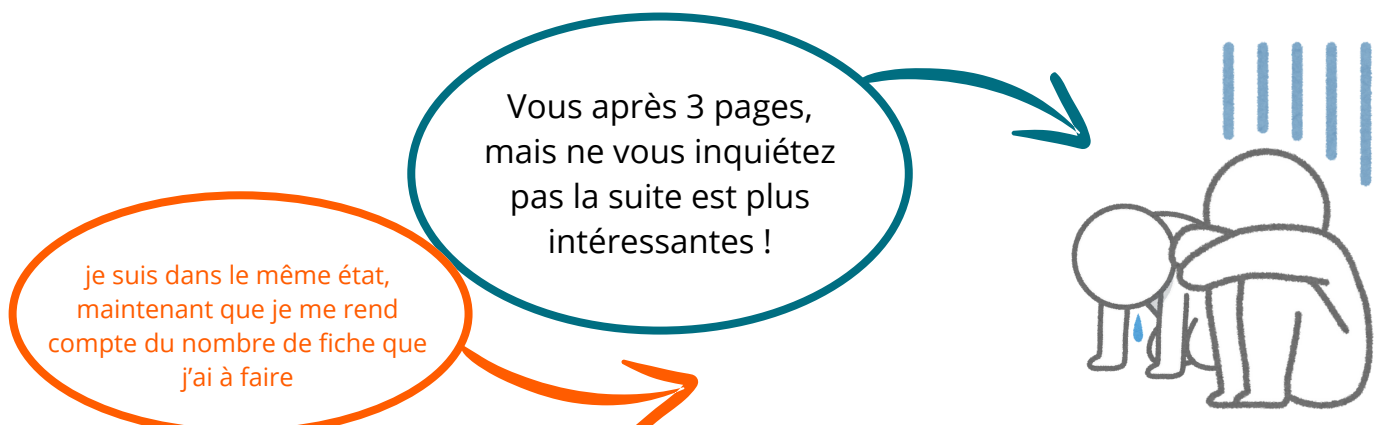 Vous après 3 pages,
mais ne vous inquiétez
pas la suite est plus
intéressantes !
je suis dans le même état,
maintenant que je me rend
compte du nombre de fiche que
j'ai à faire